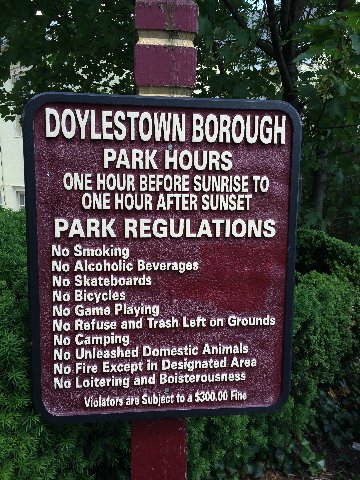 DOYLESTOWN BOROUGH
PARK HOURS
ONE HOUR BEFORE SUNRISE TO
ONE HOUR AFTER SUNSET
PARK REGULATIONS
No Smoking
No Alcoholic Beverages
No Skateboards
No Bicycles
No Game Playing
No Refuse and Trash Left on Grounds
No Camping
No Unleashed Domestic Animals
No Fire Except in Designated Area
No Loitering and Boisterousness
Violators are Subject to a $300.00 Fine